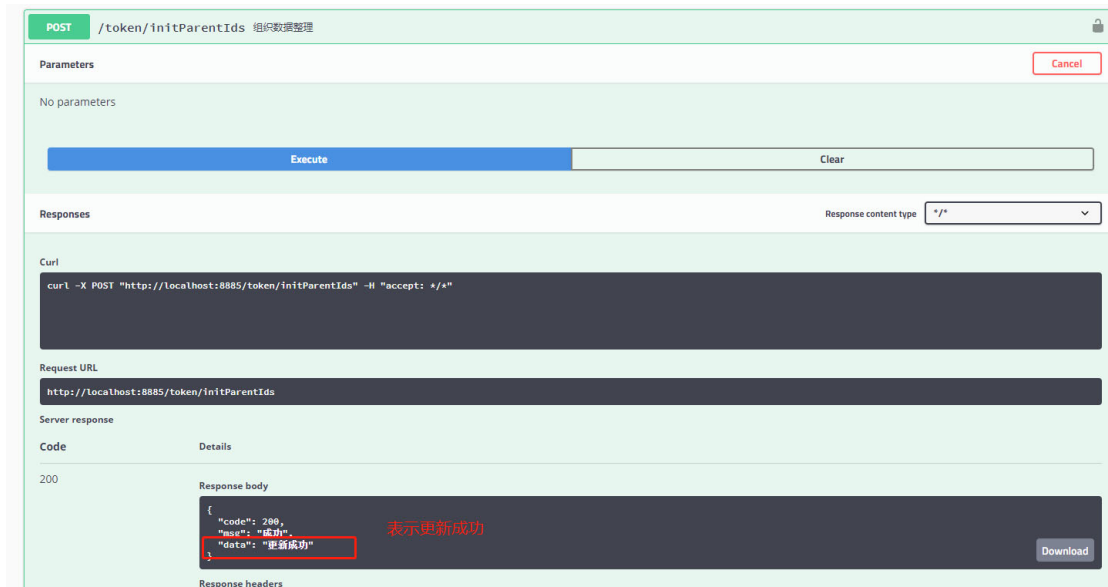 POST /token/initParentIds 组织数据整理
Parameters
Cancel
No parameters
Execute
Clear
Responses
Response content type */*
Curl
curl -X POST "http://localhost:8885/token/initParentIds" -H "accept: */*"
Request URL
http://localhost:8885/token/initParentIds
Server response
Code Details
200
Response body
{
"code": 200,
"msg": "成功",
"data": "更新成功"
}
表示更新成功
Download
Response headers